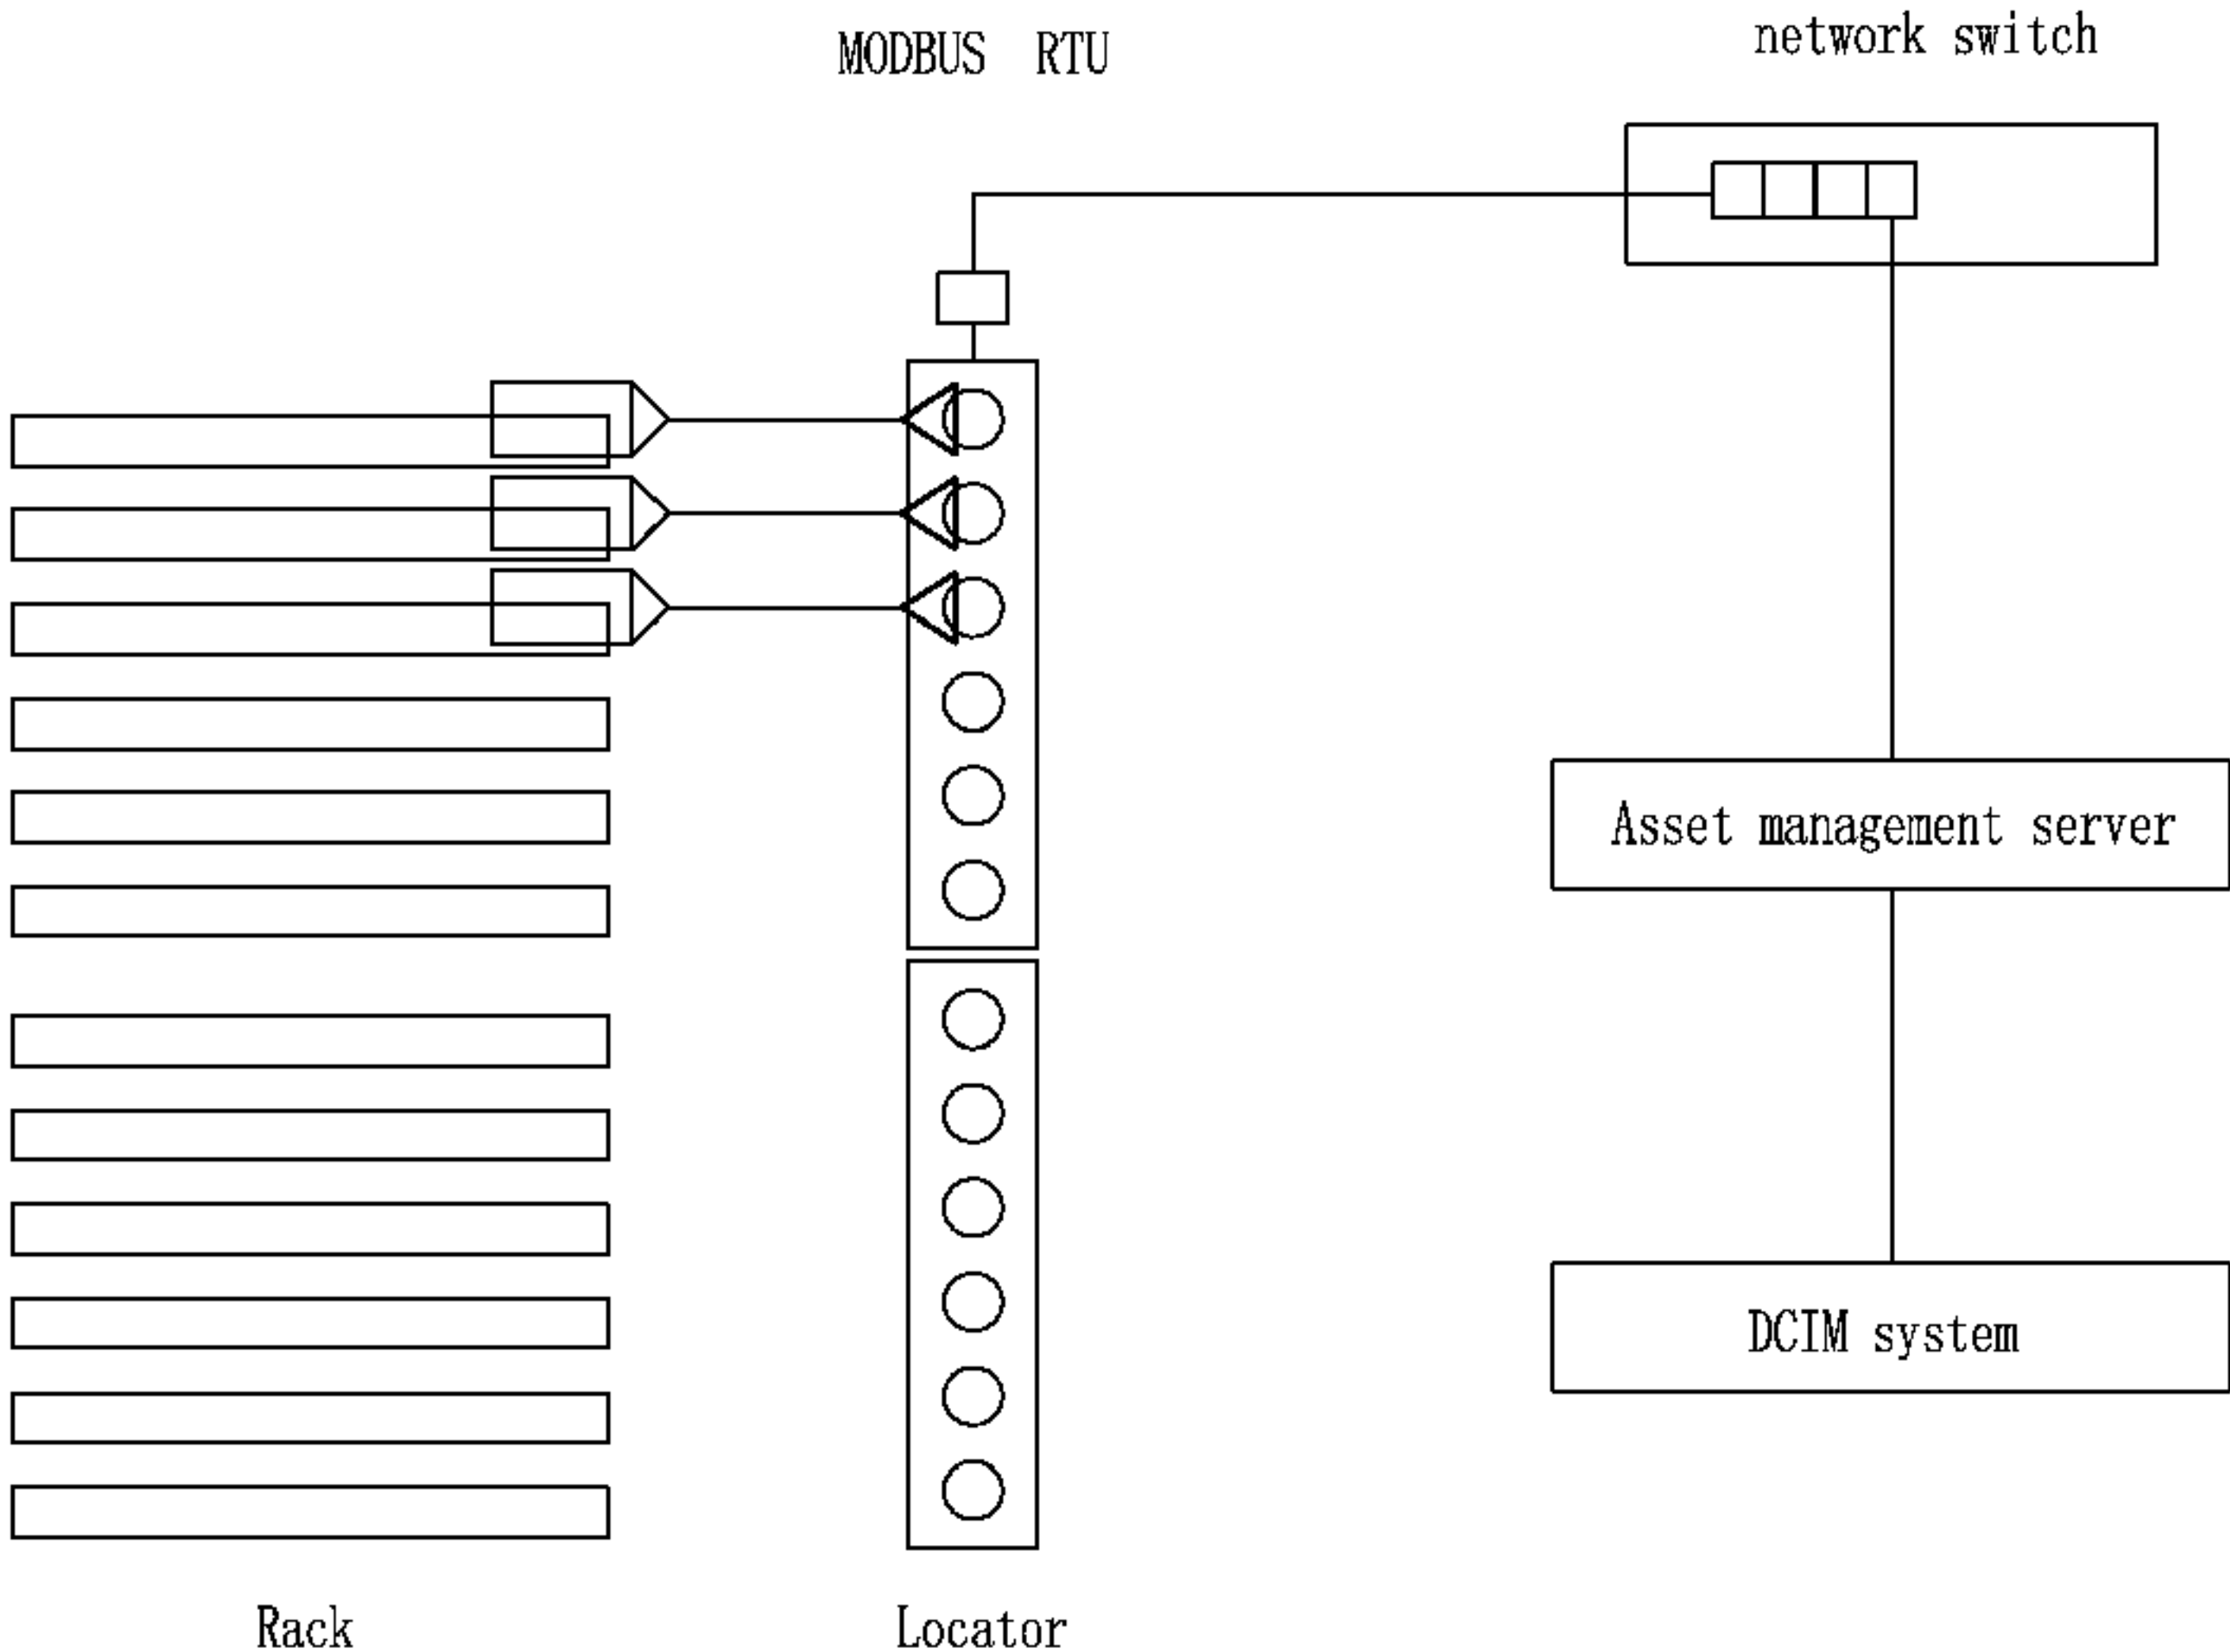 MODBUS RTU
network switch
Asset management server
DCIM system
Rack
Locator